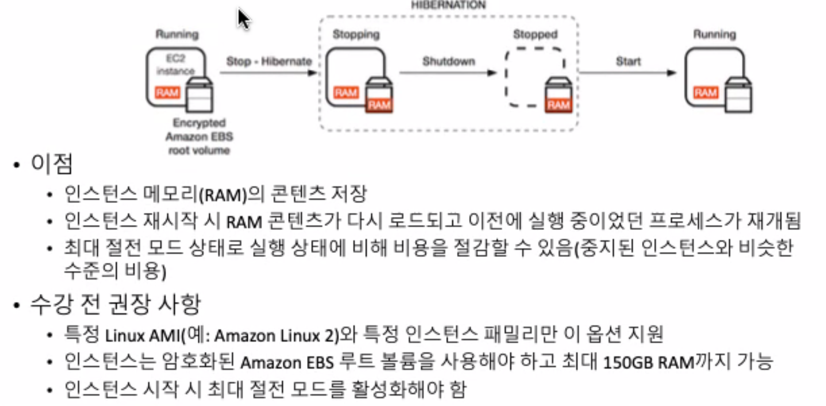 HIBERNATION
Running
Stopping
Stopped
Running
EC2
instance
RAM
Stop - Hibernate
RAM
RAM
Shutdown
RAM
Start
RAM
Encrypted
Amazon EBS
root volume
• 이점
• 인스턴스 메모리(RAM)의 콘텐츠 저장
• 인스턴스 재시작 시 RAM 콘텐츠가 다시 로드되고 이전에 실행 중이었던 프로세스가 재개됨
• 최대 절전 모드 상태로 실행 상태에 비해 비용을 절감할 수 있음(중지된 인스턴스와 비슷한
수준의 비용)
• 수강 전 권장 사항
• 특정 Linux AMI(예: Amazon Linux 2)와 특정 인스턴스 패밀리만 이 옵션 지원
• 인스턴스는 암호화된 Amazon EBS 루트 볼륨을 사용해야 하고 최대 150GB RAM까지 가능
• 인스턴스 시작 시 최대 절전 모드를 활성화해야 함